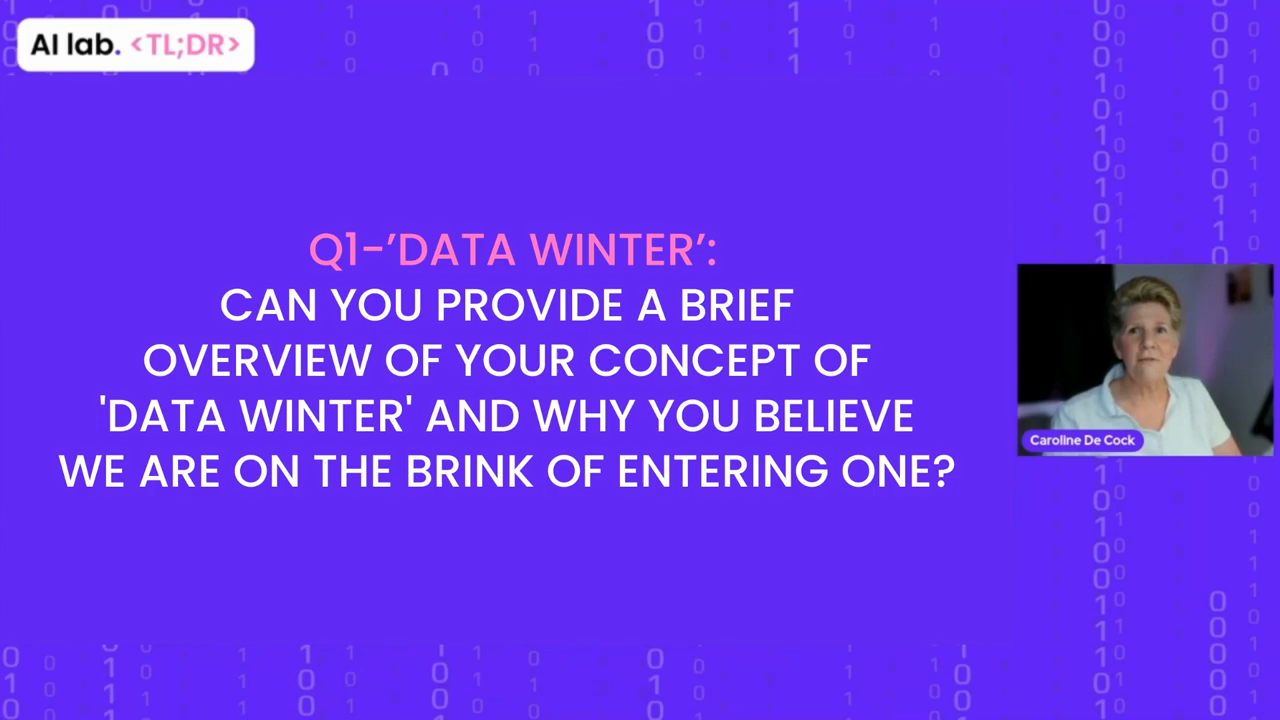 AI lab. <TL;DR>
Q1-'DATA WINTER':
CAN YOU PROVIDE A BRIEF
OVERVIEW OF YOUR CONCEPT OF
'DATA WINTER' AND WHY YOU BELIEVE
WE ARE ON THE BRINK OF ENTERING ONE?
Caroline De Cock